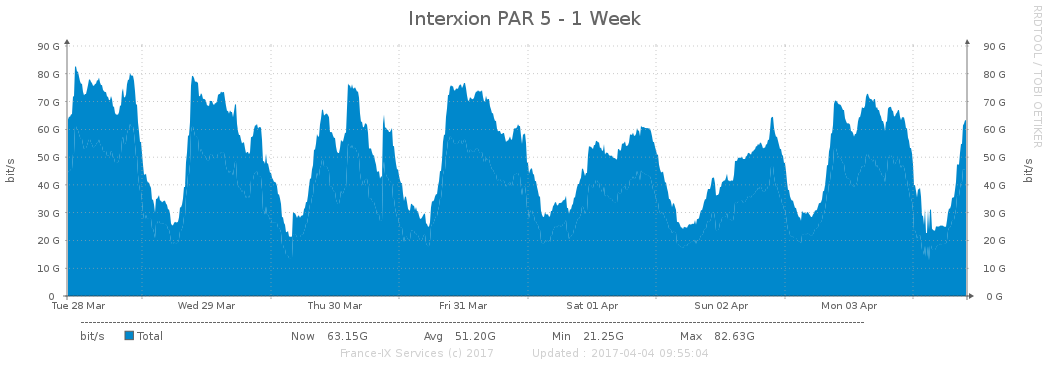 Interxion PAR 5 - 1 Week
RRDTOOL / TOBI OETIKER
bit/s
90 G 90 G
80 G 80 G
70 G 70 G
60 G 60 G
50 G 50 G
40 G 40 G
30 G 30 G
20 G 20 G
10 G 10 G
0 0 G
bit/s
Tue 28 Mar Wed 29 Mar Thu 30 Mar Fri 31 Mar Sat 01 Apr Sun 02 Apr Mon 03 Apr
bit/s Total Now 63.15G Avg 51.20G Min 21.25G Max 82.63G
France-IX Services (c) 2017 Updated : 2017-04-04 09:55:04